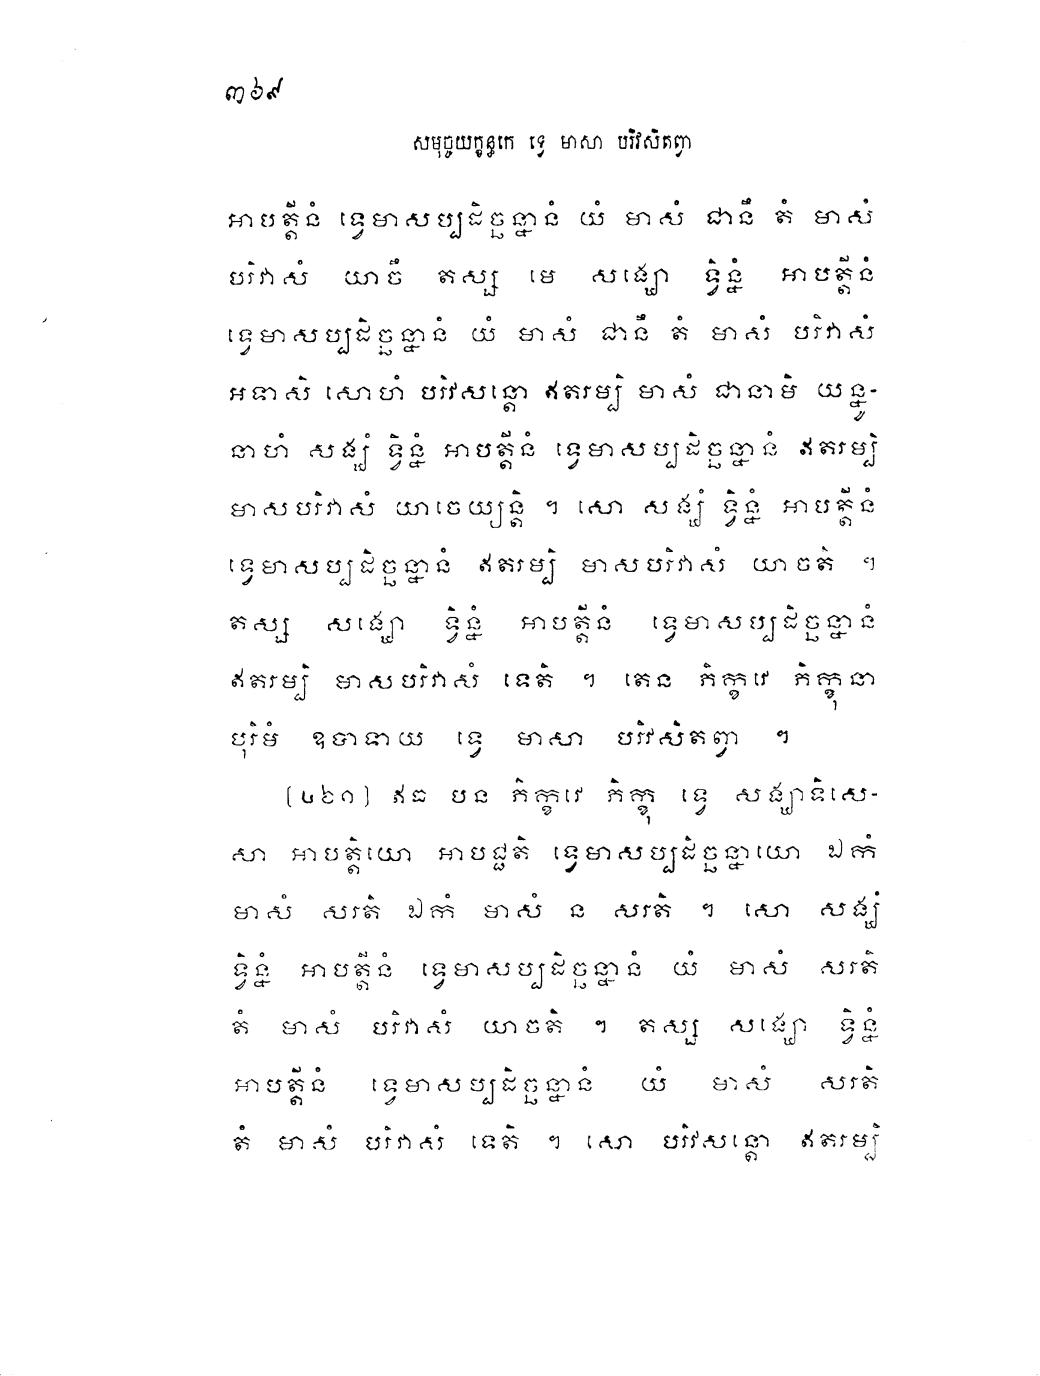 ៣៦៩
សមុច្ចយក្ខន្ធកេ ទ្វេ មាសា បរិវសិតព្វា
អាបត្តីនំ ទ្វេមាសប្បដិច្ឆន្នានំ យំ មាសំ ជានឹ តំ មាសំ
បរិវាសំ យាចឹ តស្ស មេ សង្ឃោ ទ្វិន្នំ អាបត្តីនំ
ទ្វេមាសប្បដិច្ឆន្នានំ យំ មាសំ ជានឹ តំ មាសំ បរិវាសំ
អទាសិ សោហំ បរិវសន្តោ ឥតរម្បិ មាសំ ជានាមិ យន្នូ-
នាហំ សង្ឃំ ទ្វិន្នំ អាបត្តីនំ ទ្វេមាសប្បដិច្ឆន្នានំ ឥតរម្បិ
មាសបរិវាសំ យាចេយ្យន្តិ ។ សោ សង្ឃំ ទ្វិន្នំ អាបត្តីនំ
ទ្វេមាសប្បដិច្ឆន្នានំ ឥតរម្បិ មាសបរិវាសំ យាចតិ ។
តស្ស សង្ឃោ ទ្វិន្នំ អាបត្តីនំ ទ្វេមាសប្បដិច្ឆន្នានំ
ឥតរម្បិ មាសបរិវាសំ ទេតិ ។ តេន ភិក្ខវេ ភិក្ខុនា
បុរិមំ ឧបាទាយ ទ្វេ មាសា បរិវសិតព្វា ។
(៤៦១) ឥធ បន ភិក្ខវេ ភិក្ខុ ទ្វេ សង្ឃាទិសេ-
សា អាបត្តិយោ អាបជ្ជតិ ទ្វេមាសប្បដិច្ឆន្នាយោ ឯកំ
មាសំ សរតិ ឯកំ មាសំ ន សរតិ ។ សោ សង្ឃំ
ទ្វិន្នំ អាបត្តីនំ ទ្វេមាសប្បដិច្ឆន្នានំ យំ មាសំ សរតិ
តំ មាសំ បរិវាសំ យាចតិ ។ តស្ស សង្ឃោ ទ្វិន្នំ
អាបត្តីនំ ទ្វេមាសប្បដិច្ឆន្នានំ យំ មាសំ សរតិ
តំ មាសំ បរិវាសំ ទេតិ ។ សោ បរិវសន្តោ ឥតរម្បិ